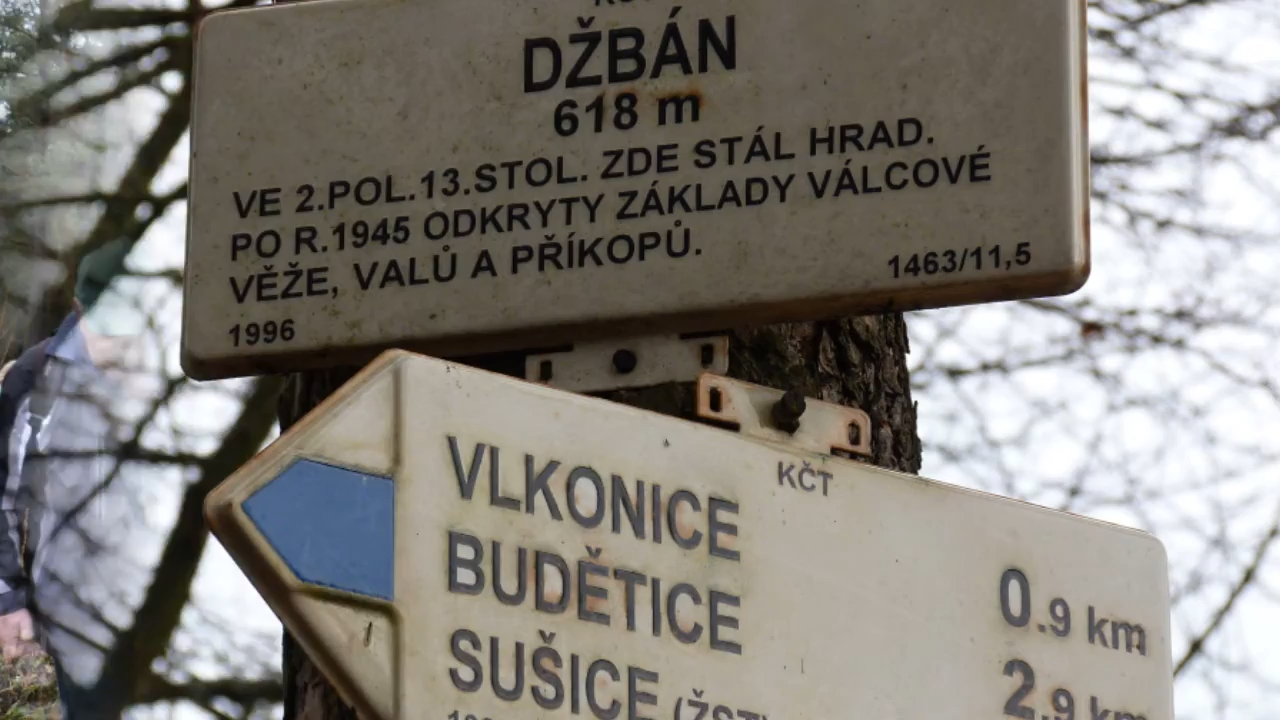 DŽBÁN
618 m
VE 2.POL.13.STOL. ZDE STÁL HRAD.
PO R.1945 ODKRYTY ZÁKLADY VÁLCOVÉ
VĚŽE, VALŮ A PŘÍKOPŮ.
1996 1463/11,5
KČT
VLKONICE 0.9 km
BUDĚTICE 2.9 km
SUŠICE